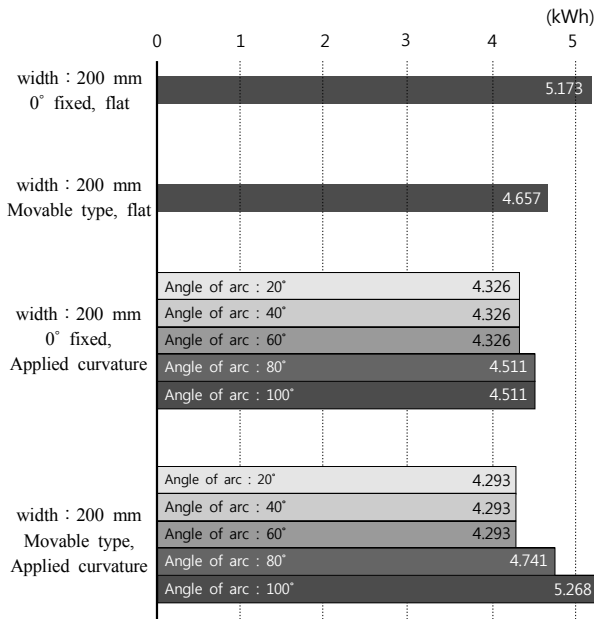 (kWh)
0 1 2 3 4 5
width : 200 mm
0° fixed, flat
5.173
width : 200 mm
Movable type, flat
4.657
width : 200 mm
0° fixed,
Applied curvature
Angle of arc : 20° 4.326
Angle of arc : 40° 4.326
Angle of arc : 60° 4.326
Angle of arc : 80° 4.511
Angle of arc : 100° 4.511
width : 200 mm
Movable type,
Applied curvature
Angle of arc : 20° 4.293
Angle of arc : 40° 4.293
Angle of arc : 60° 4.293
Angle of arc : 80° 4.741
Angle of arc : 100° 5.268